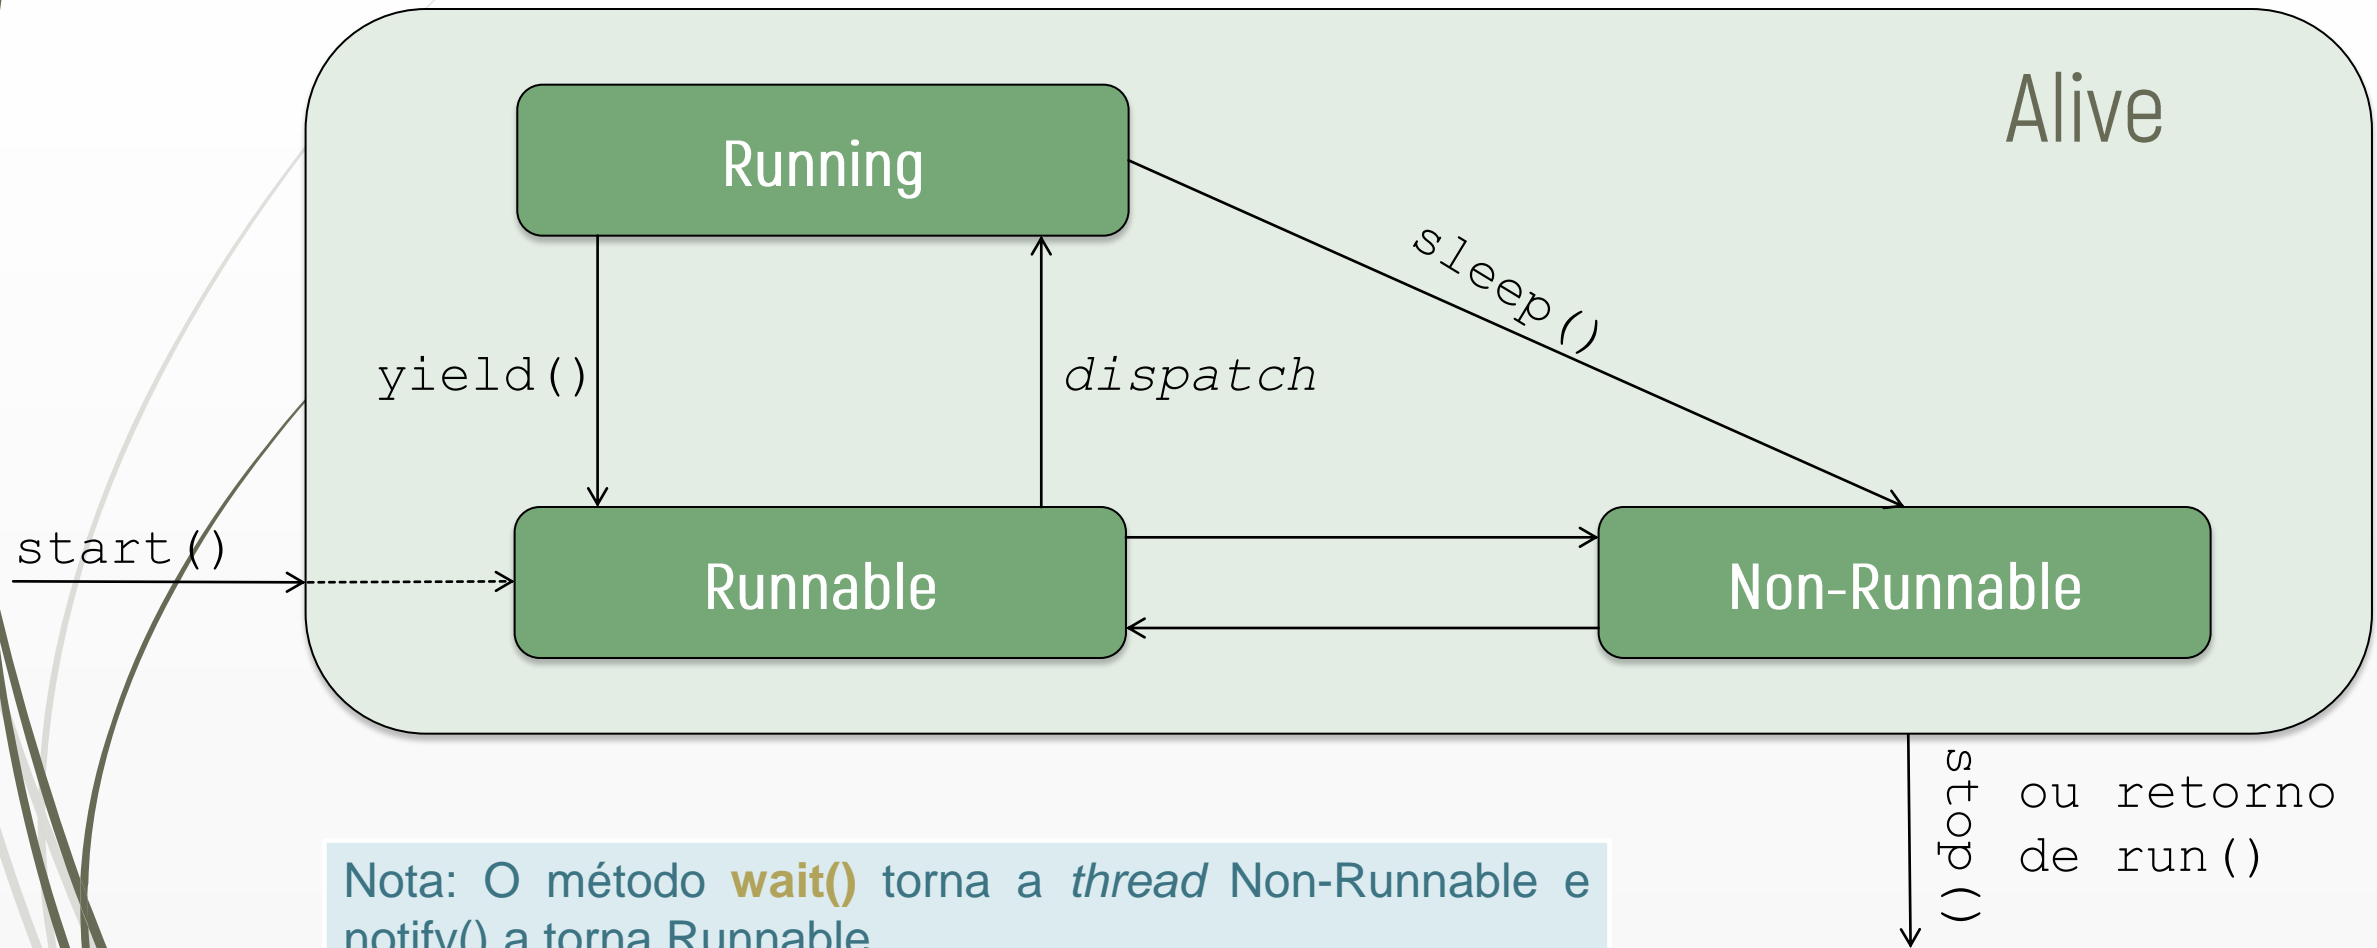 Alive
Running
sleep()
yield()
dispatch
start()
Runnable
Non-Runnable
stop()
ou retorno
de run()
Nota: O método wait() torna a thread Non-Runnable e
notify() a torna Runnable